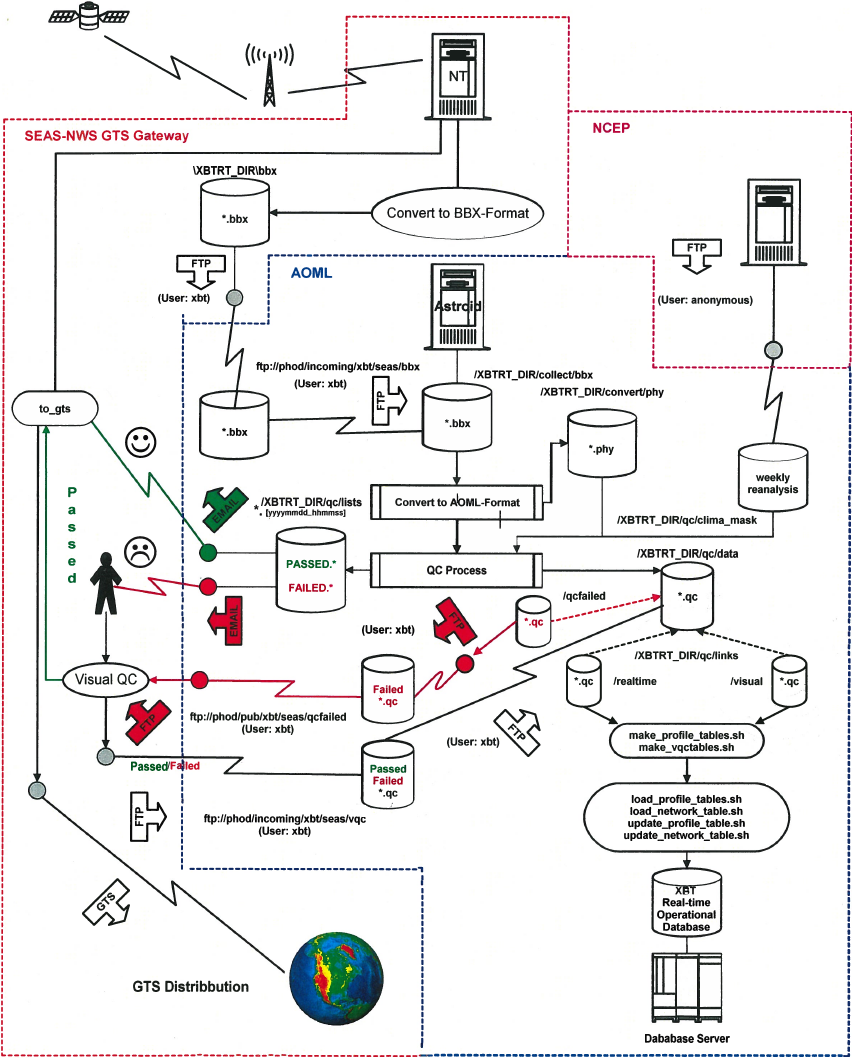 NT
SEAS-NWS GTS Gateway
NCEP
\XBTRT_DIR\bbx
*.bbx
Convert to BBX-Format
FTP
(User: xbt)
AOML
FTP
(User: anonymous)
Astroid
ftp://phod/incoming/xbt/seas/bbx
(User: xbt)
FTP
/XBTRT_DIR/collect/bbx
/XBTRT_DIR/convert/phy
to_gts
*.bbx
*.bbx
*.phy
weekly
reanalysis
Passed
EMAIL
*. /XBTRT_DIR/qc/lists
[yyyymmdd_hhmmss]
Convert to AOML-Format
/XBTRT_DIR/qc/clima_mask
PASSED.*
FAILED.*
QC Process
/XBTRT_DIR/qc/data
*.qc
EMAIL
FTP
(User: xbt)
*.qc
/qcfailed
/XBTRT_DIR/qc/links
Visual QC
Failed
*.qc
*.qc
/realtime
/visual
*.qc
FTP
ftp://phod/pub/xbt/seas/qcfailed
(User: xbt)
(User: xbt)
FTP
make_profile_tables.sh
make_vqctables.sh
Passed/Failed
Passed
Failed
*.qc
FTP
ftp://phod/incoming/xbt/seas/vqc
(User: xbt)
load_profile_tables.sh
load_network_table.sh
update_profile_table.sh
update_network_table.sh
GTS
XBT
Real-time
Operational
Database
GTS Distribbution
Dababase Server